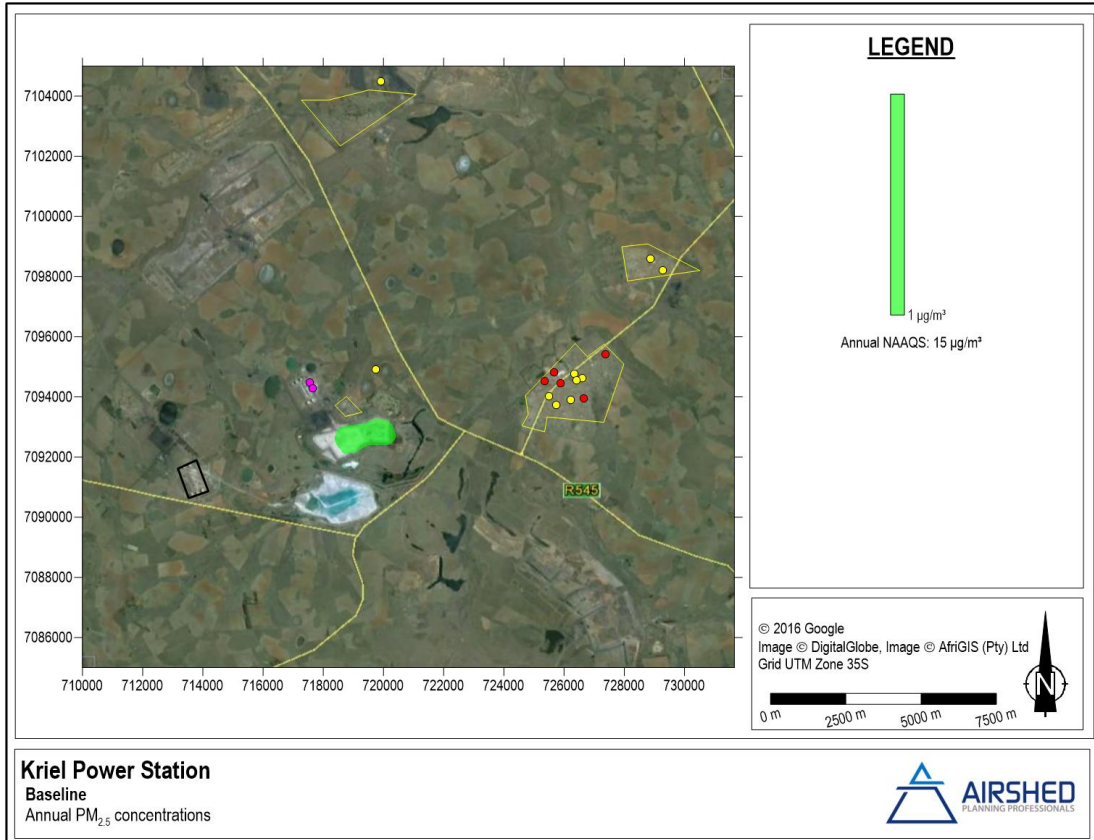 LEGEND
1 µg/m³
Annual NAAQS: 15 µg/m³
7104000
7102000
7100000
7098000
7096000
7094000
7092000
7090000
7088000
7086000
R545
710000 712000 714000 716000 718000 720000 722000 724000 726000 728000 730000
© 2016 Google
Image © DigitalGlobe, Image © AfriGIS (Pty) Ltd
Grid UTM Zone 35S
N
0 m 2500 m 5000 m 7500 m
Kriel Power Station
Baseline
Annual PM2.5 concentrations
AIRSHED
PLANNING PROFESSIONALS